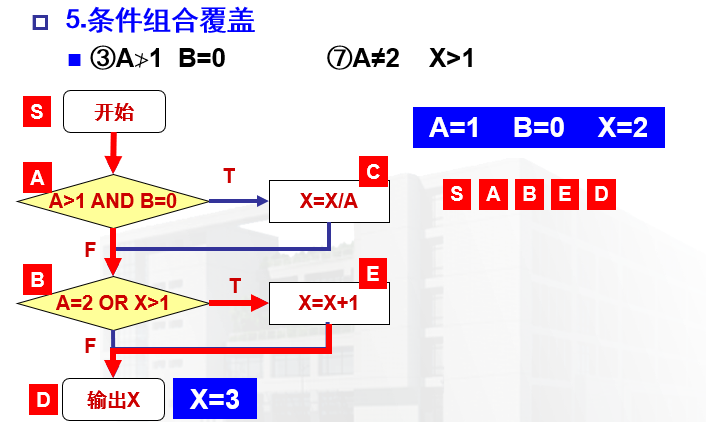 5.条件组合覆盖
③A≯1 B=0 ⑦A≠2 X>1
S 开始
A=1 B=0 X=2
A
T
C
A>1 AND B=0
X=X/A
S A B E D
F
B
T
E
A=2 OR X>1
X=X+1
F
D 输出X X=3